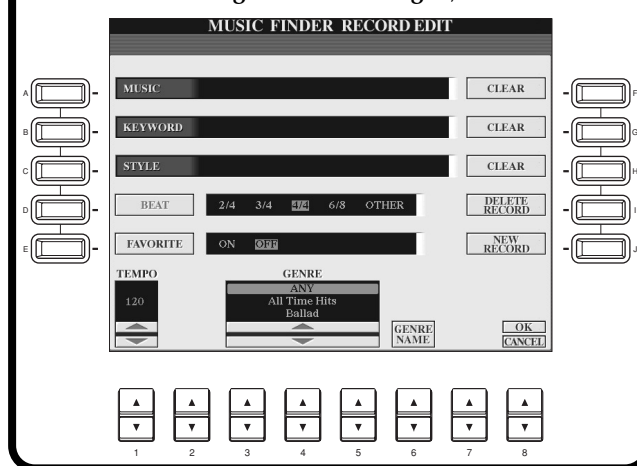 MUSIC FINDER RECORD EDIT
A MUSIC CLEAR F
B KEYWORD CLEAR G
C STYLE CLEAR H
D BEAT 2/4 3/4 4/4 6/8 OTHER DELETE RECORD I
E FAVORITE ON OFF NEW RECORD J
TEMPO GENRE
120 ANY
All Time Hits
Ballad
GENRE NAME
OK
CANCEL
1 2 3 4 5 6 7 8